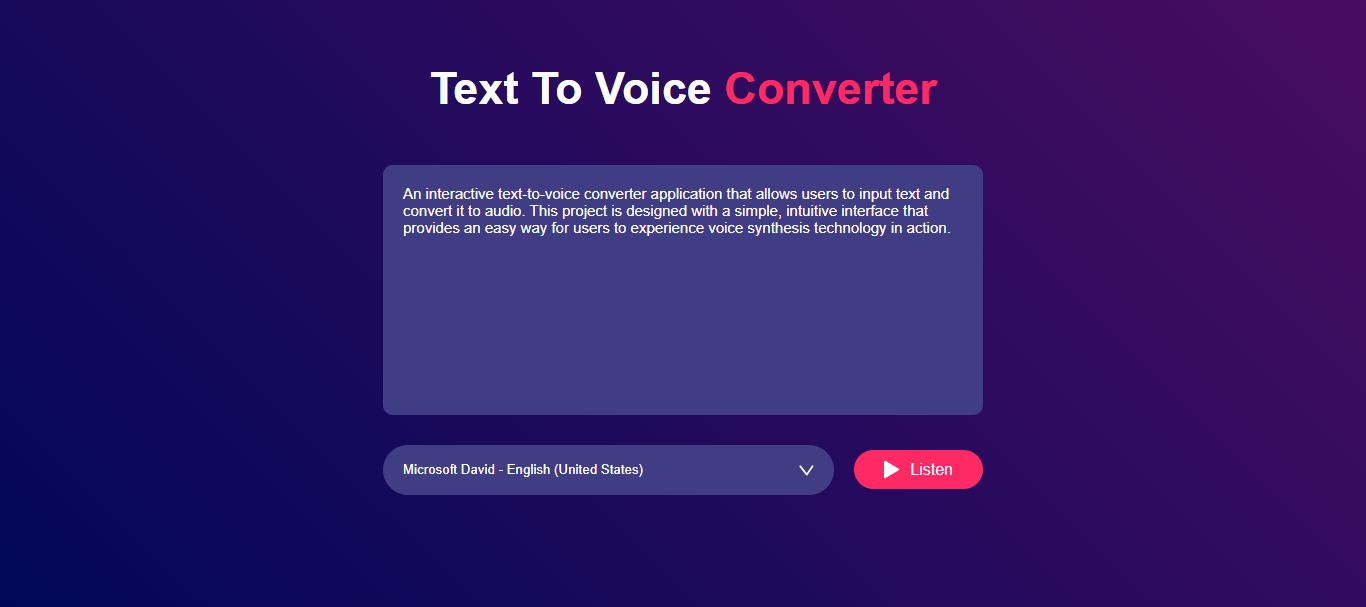 Text To Voice Converter
An interactive text-to-voice converter application that allows users to input text and
convert it to audio. This project is designed with a simple, intuitive interface that
provides an easy way for users to experience voice synthesis technology in action.
Microsoft David - English (United States)
Listen